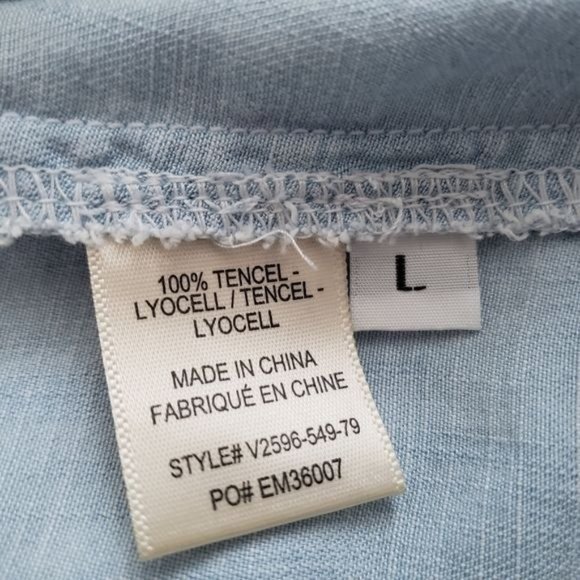 100% TENCEL -
LYOCELL / TENCEL -
LYOCELL
MADE IN CHINA
FABRIQUÉ EN CHINE
STYLE# V2596-549-79
PO# EM36007
L